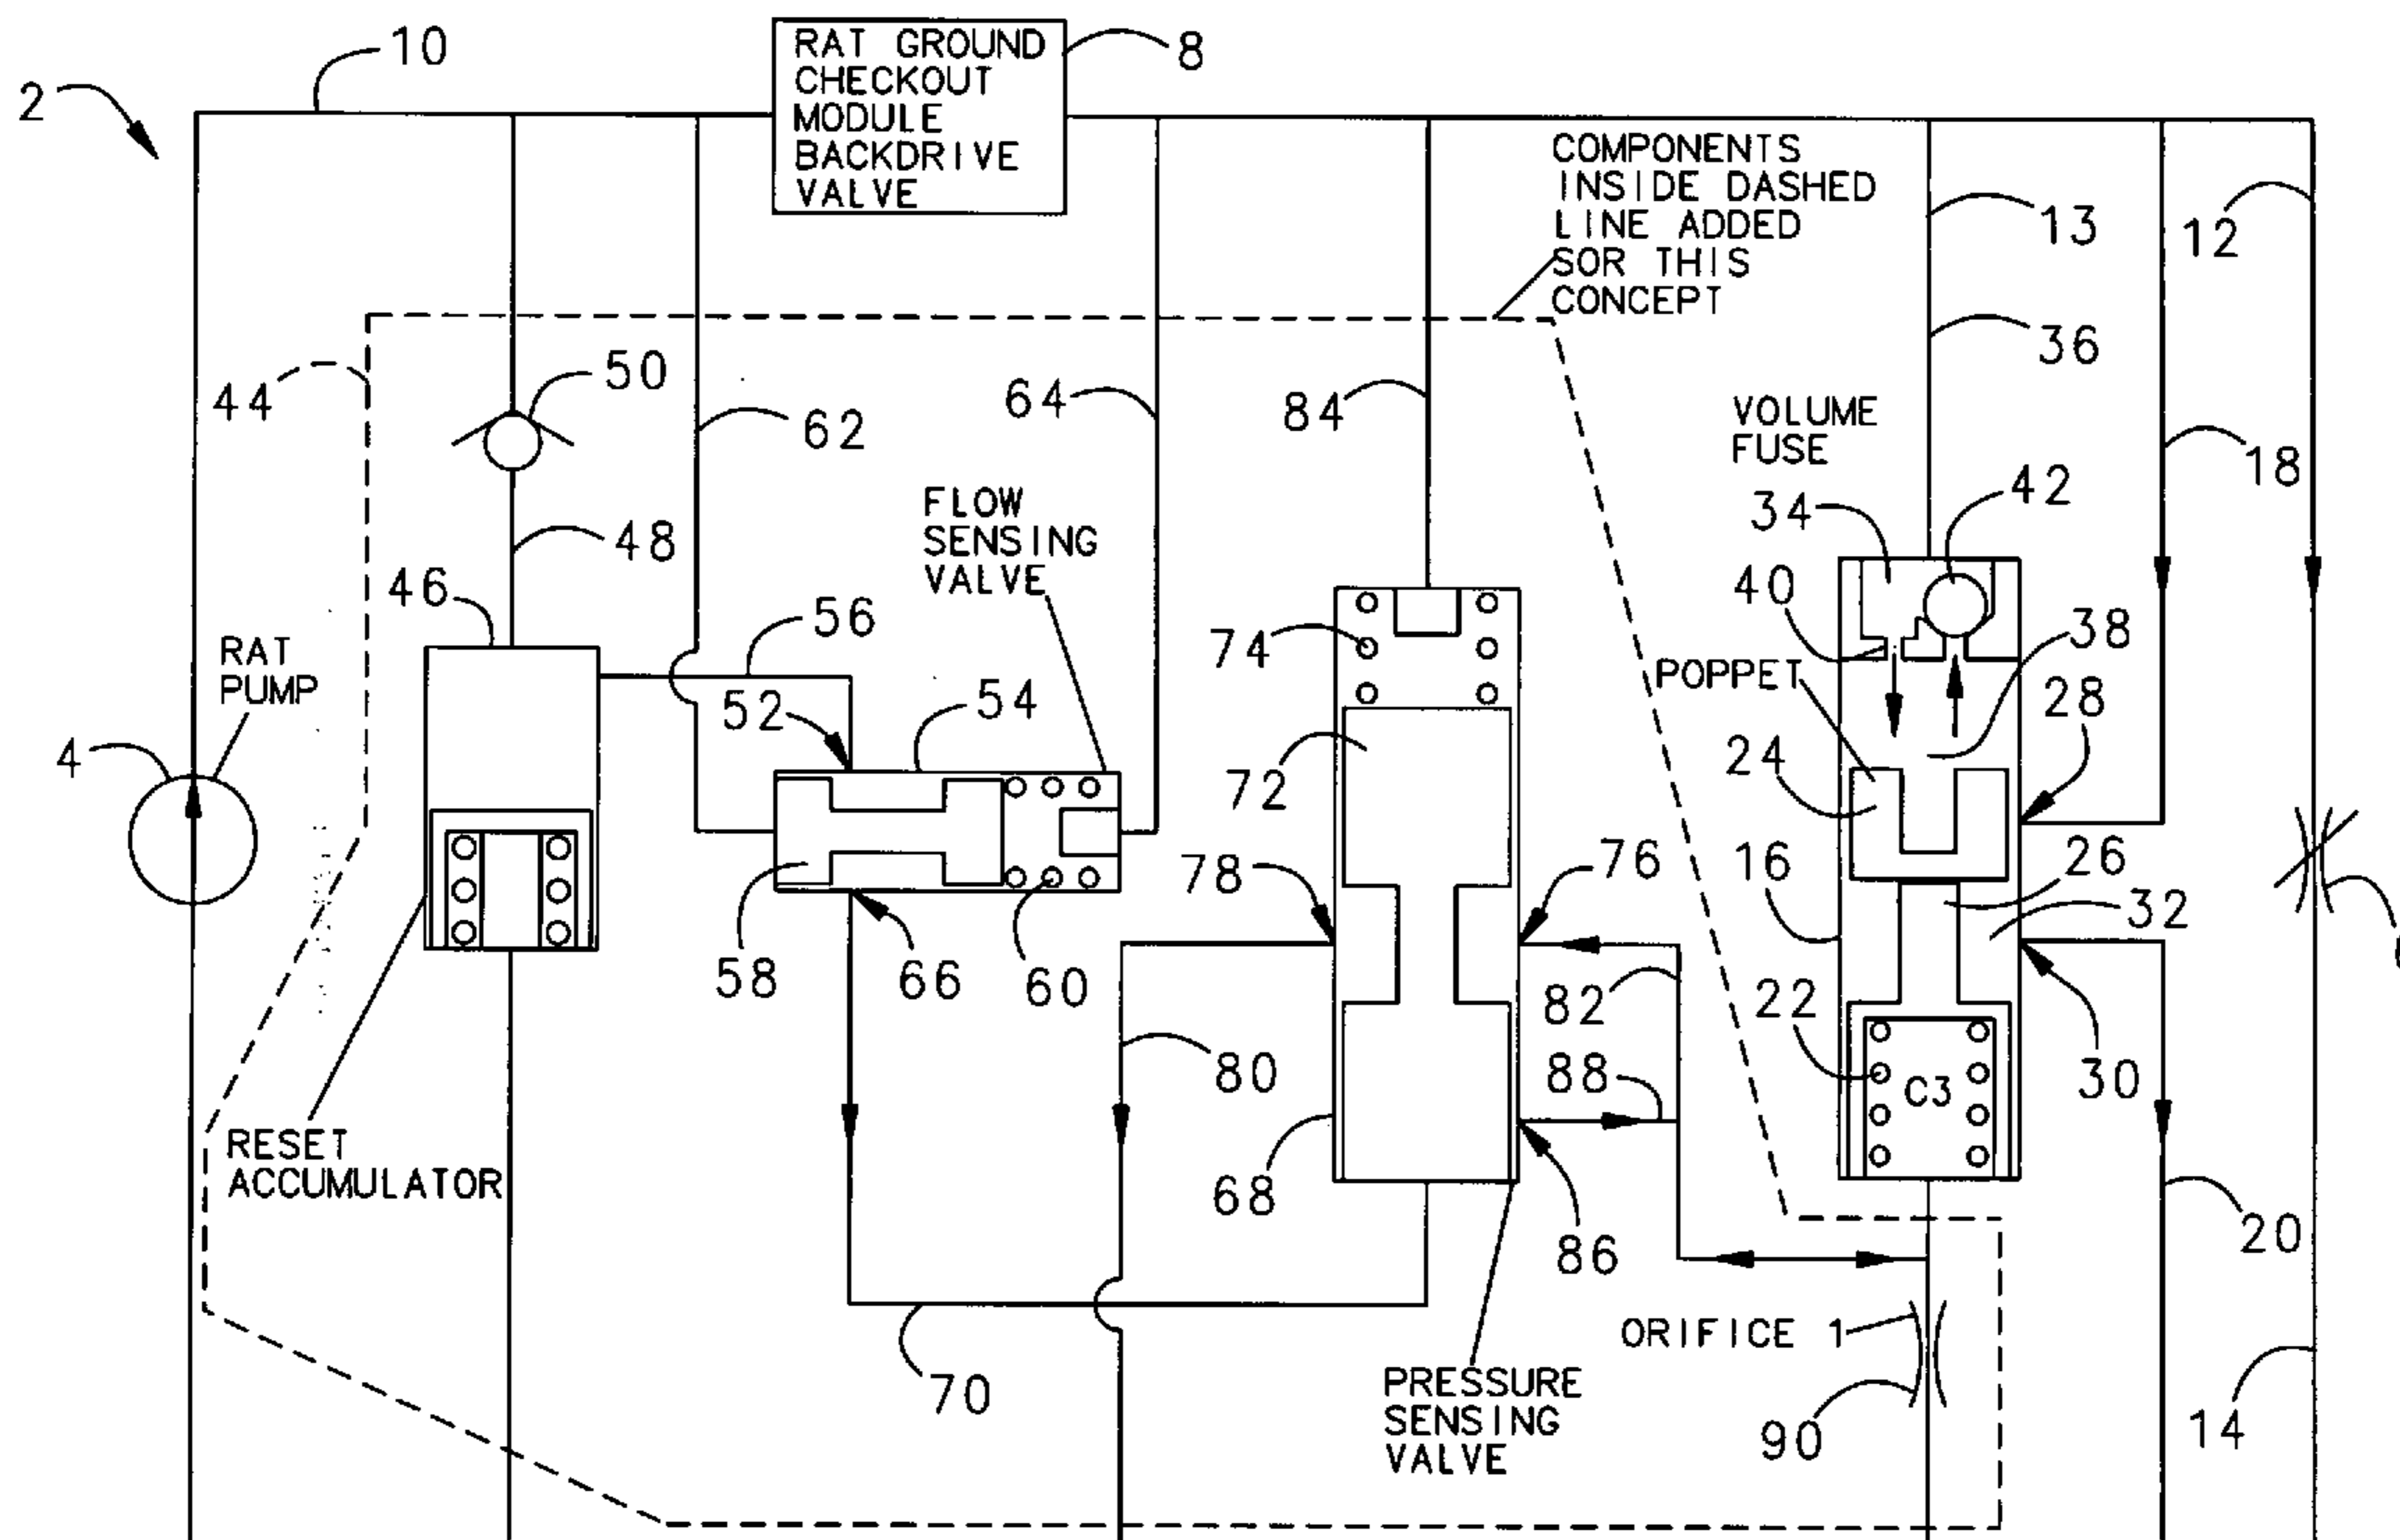 2
10
RAT GROUND
CHECKOUT
MODULE
BACKDRIVE
VALVE
8
COMPONENTS
INSIDE DASHED
LINE ADDED
SOR THIS
CONCEPT
13
12
36
44
50
62
64
84
VOLUME
FUSE
18
34
42
48
FLOW
SENSING
VALVE
46
56
40
38
RAT
PUMP
74
POPPET
28
52
54
4
72
24
78
76
16
26
32
58
66
60
82
22
80
88
C3
30
RESET
ACCUMULATOR
68
86
20
ORIFICE 1
70
PRESSURE
SENSING
VALVE
90
14